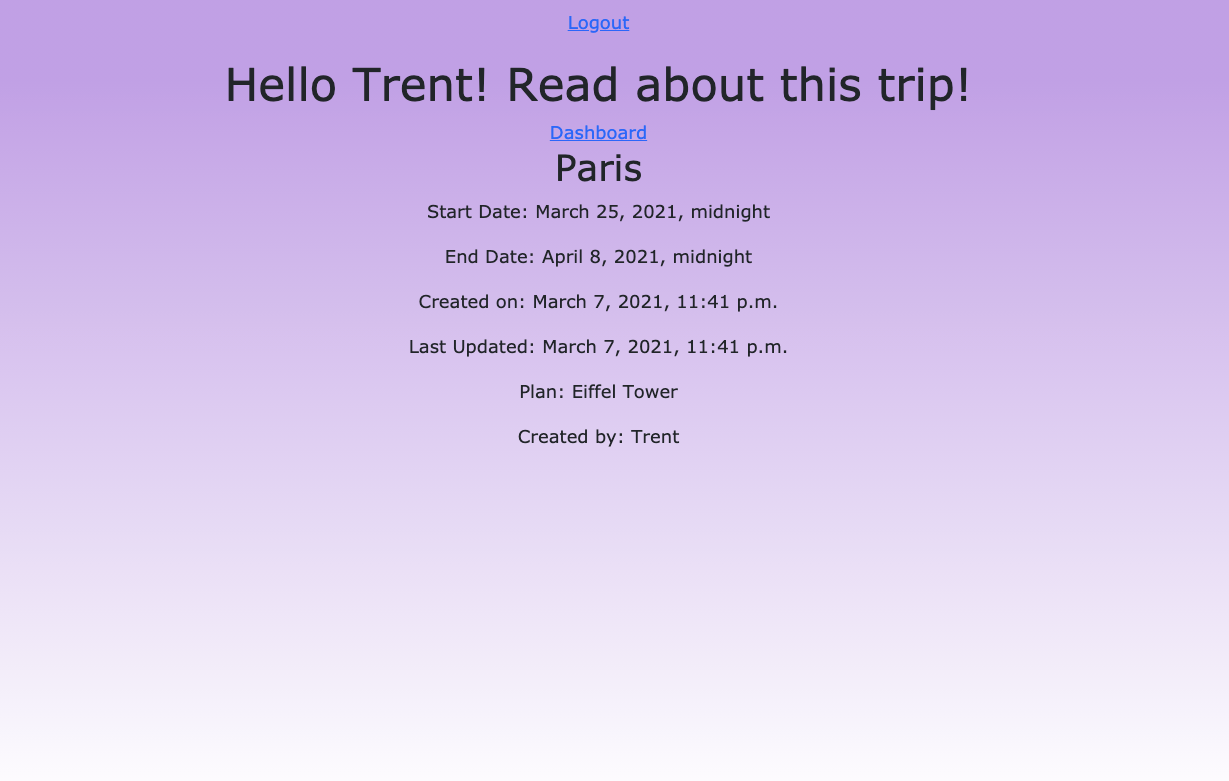 Logout
Hello Trent! Read about this trip!
Dashboard
Paris
Start Date: March 25, 2021, midnight
End Date: April 8, 2021, midnight
Created on: March 7, 2021, 11:41 p.m.
Last Updated: March 7, 2021, 11:41 p.m.
Plan: Eiffel Tower
Created by: Trent